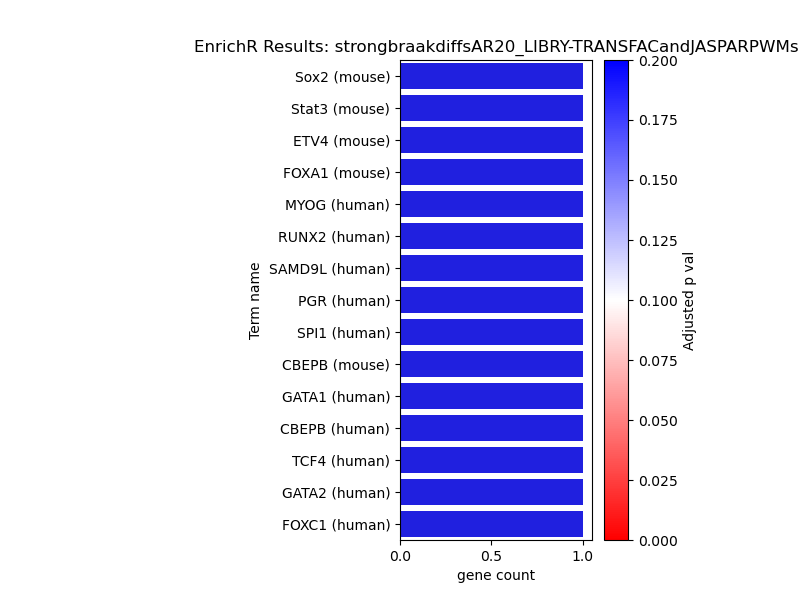 EnrichR Results: strongbraakdiffsAR20_LIBRY-TRANSFACandJASPARPWMs
Term name
Sox2 (mouse)
Stat3 (mouse)
ETV4 (mouse)
FOXA1 (mouse)
MYOG (human)
RUNX2 (human)
SAMD9L (human)
PGR (human)
SPI1 (human)
CBEPB (mouse)
GATA1 (human)
CBEPB (human)
TCF4 (human)
GATA2 (human)
FOXC1 (human)
0.0 0.5 1.0
gene count
0.200
0.175
0.150
0.125
0.100
0.075
0.050
0.025
0.000
Adjusted p val